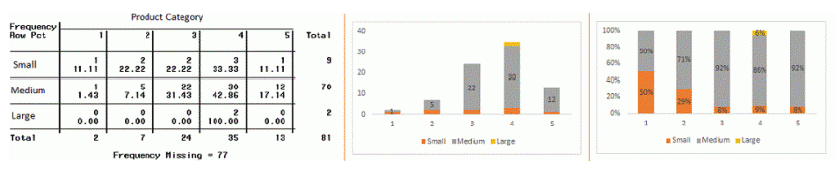 Product Category
Frequency
Row Pct 1 2 3 4 5 Total
Small 1 2 2 3 1 9
11.11 22.22 22.22 33.33 11.11
Medium 1 5 22 30 12 70
1.43 7.14 31.43 42.86 17.14
Large 0 0 0 2 0 2
0.00 0.00 0.00 100.00 0.00
Total 2 7 24 35 13 81
Frequency Missing = 77
40
30
20
10
0
1
5
22
30
12
1 2 3 4 5
Small Medium Large
100%
80%
60%
40%
20%
0%
50%
50%
71%
29%
92%
8%
6%
86%
9%
92%
8%
1 2 3 4 5
Small Medium Large